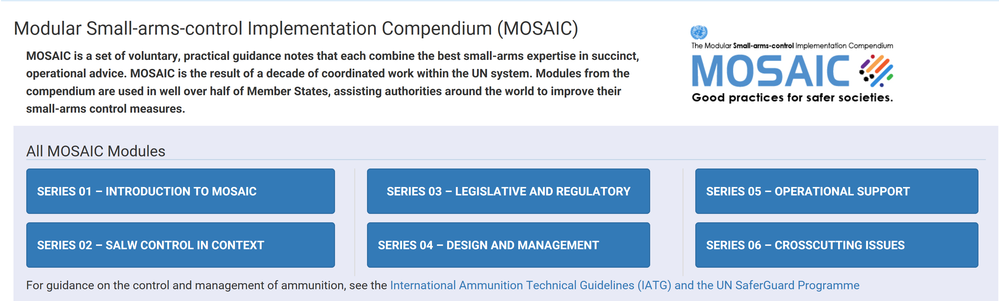 Modular Small-arms-control Implementation Compendium (MOSAIC)
MOSAIC is a set of voluntary, practical guidance notes that each combine the best small-arms expertise in succinct,
operational advice. MOSAIC is the result of a decade of coordinated work within the UN system. Modules from the
compendium are used in well over half of Member States, assisting authorities around the world to improve their
small-arms control measures.
The Modular Small-arms-control Implementation Compendium
MOSAIC
Good practices for safer societies.
All MOSAIC Modules
SERIES 01 – INTRODUCTION TO MOSAIC
SERIES 02 – SALW CONTROL IN CONTEXT
SERIES 03 – LEGISLATIVE AND REGULATORY
SERIES 04 – DESIGN AND MANAGEMENT
SERIES 05 – OPERATIONAL SUPPORT
SERIES 06 – CROSSCUTTING ISSUES
For guidance on the control and management of ammunition, see the International Ammunition Technical Guidelines (IATG) and the UN SaferGuard Programme